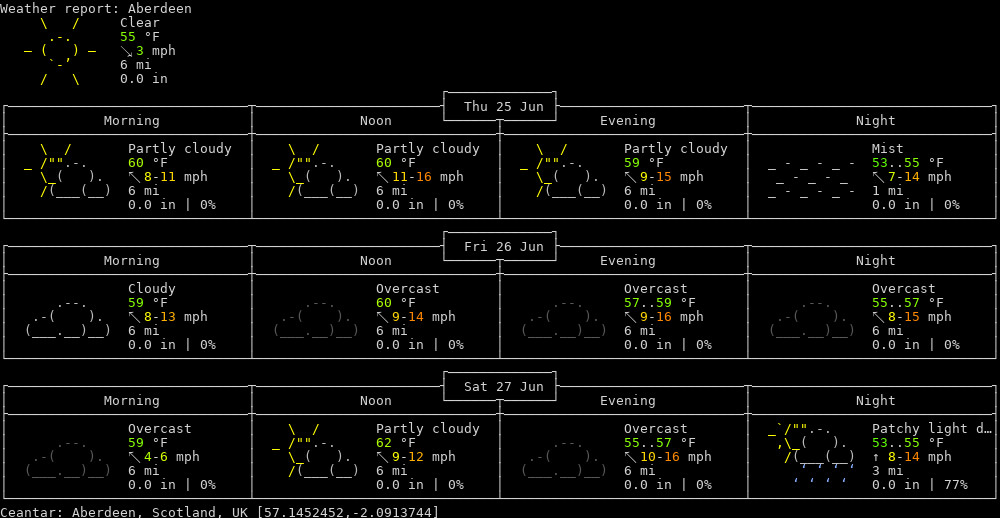 Weather report: Aberdeen
Clear
55 °F
↘3 mph
6 mi
0.0 in
Thu 25 Jun
Morning Noon Evening Night
Partly cloudy Partly cloudy Partly cloudy Mist
60 °F 60 °F 59 °F 53..55 °F
↖8-11 mph ↖11-16 mph ↖9-15 mph ↖7-14 mph
6 mi 6 mi 6 mi 1 mi
0.0 in | 0% 0.0 in | 0% 0.0 in | 0% 0.0 in | 0%
Fri 26 Jun
Morning Noon Evening Night
Cloudy Overcast Overcast Overcast
59 °F 60 °F 57..59 °F 55..57 °F
↖8-13 mph ↖9-14 mph ↖9-16 mph ↖8-15 mph
6 mi 6 mi 6 mi 6 mi
0.0 in | 0% 0.0 in | 0% 0.0 in | 0% 0.0 in | 0%
Sat 27 Jun
Morning Noon Evening Night
Overcast Partly cloudy Overcast Patchy light d…
59 °F 62 °F 55..57 °F 53..55 °F
↖4-6 mph ↖9-12 mph ↖10-16 mph ↑ 8-14 mph
6 mi 6 mi 6 mi 3 mi
0.0 in | 0% 0.0 in | 0% 0.0 in | 0% 0.0 in | 77%
Ceantar: Aberdeen, Scotland, UK [57.1452452,-2.0913744]